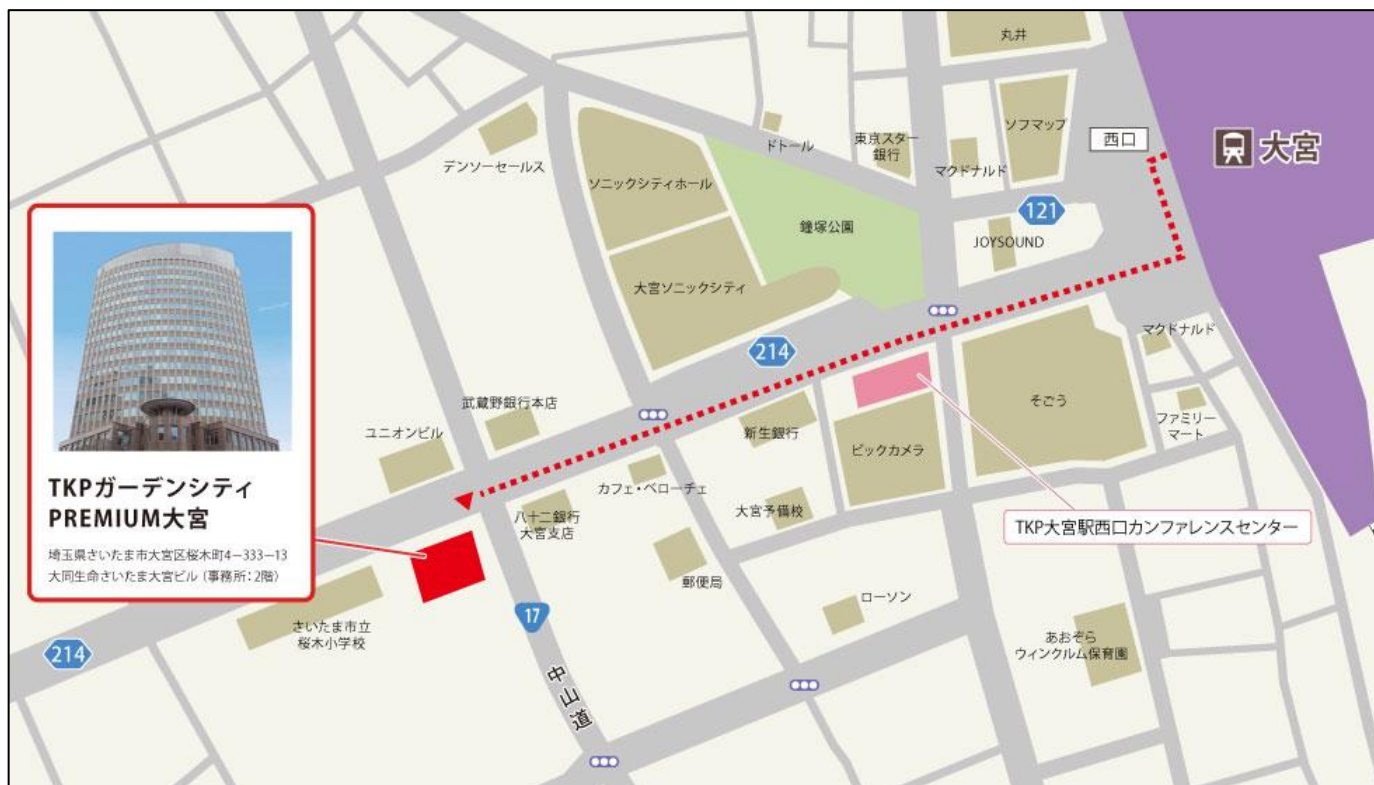 丸井
ソフマップ
西口
大宮
ドトール
東京スター
銀行
マクドナルド
デンソーセールス
ソニックシティホール
鐘塚公園
121
JOYSOUND
大宮ソニックシティ
214
マクドナルド
そごう
ファミリー
マート
武蔵野銀行本店
ユニオンビル
新生銀行
ビックカメラ
カフェ・ベローチェ
八十二銀行
大宮支店
大宮予備校
TKP大宮駅西口カンファレンスセンター
TKPガーデンシティ
PREMIUM大宮
埼玉県さいたま市大宮区桜木町4−333−13
大同生命さいたま大宮ビル（事務所：2階）
郵便局
ローソン
17
さいたま市立
桜木小学校
あおぞら
ウィンクルム保育園
214
中山道